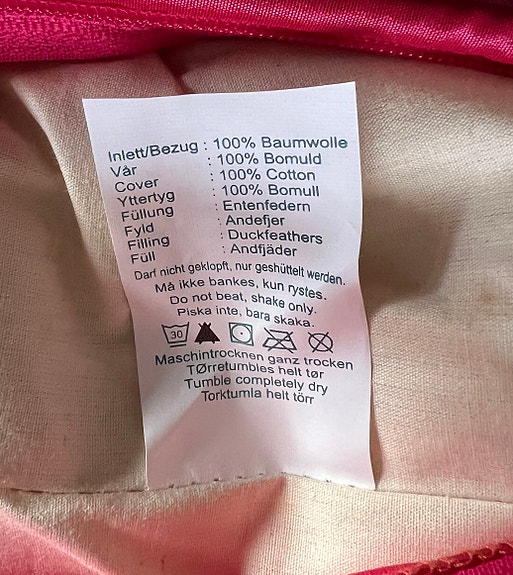 Inlett/Bezug : 100% Baumwolle
Vår : 100% Bomuld
Cover : 100% Cotton
Yttertyg : 100% Bomull
Füllung : Entenfedern
Fyld : Andefjer
Filling : Duckfeathers
Füll : Andfjäder
Darf nicht geklopft, nur geshüttelt werden.
Må ikke bankes, kun rystes.
Do not beat, shake only.
Piska inte, bara skaka.
30
Maschintrocknen ganz trocken
TØrretumbles helt tør
Tumble completely dry
Torktumla helt törr